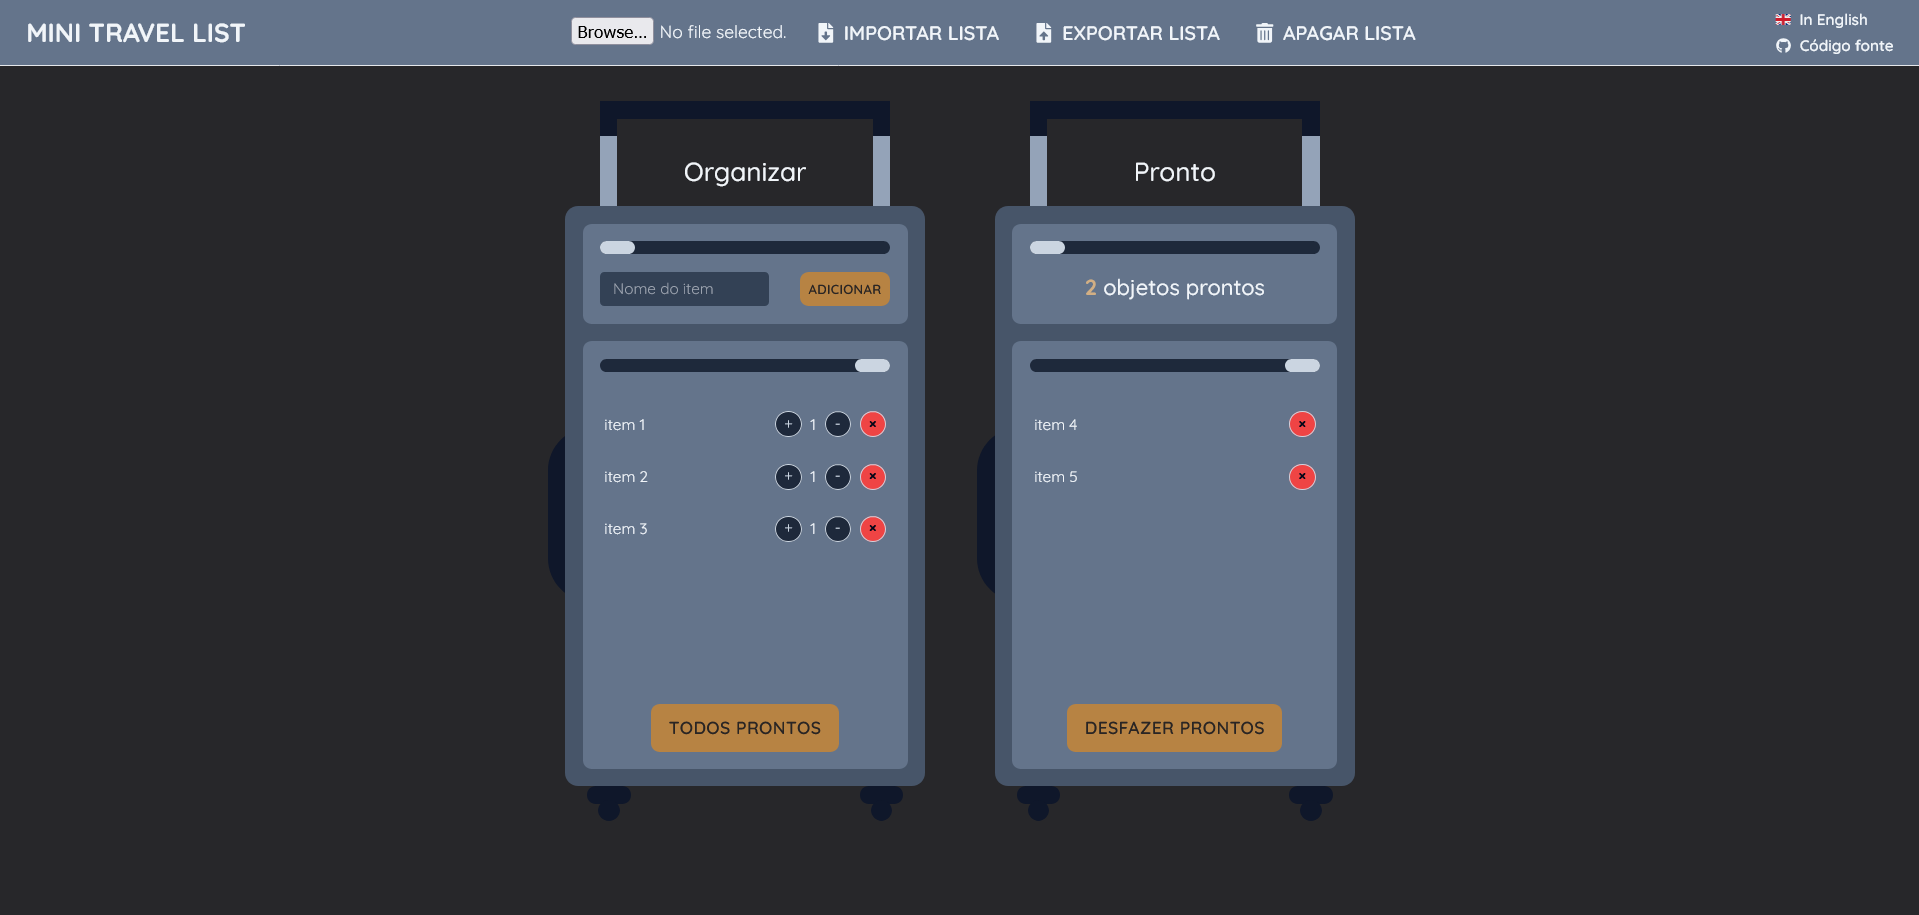 MINI TRAVEL LIST
Browse... No file selected.
IMPORTAR LISTA
EXPORTAR LISTA
APAGAR LISTA
In English
Código fonte
Organizar
Nome do item
ADICIONAR
item 1 + 1 - ×
item 2 + 1 - ×
item 3 + 1 - ×
TODOS PRONTOS
Pronto
2 objetos prontos
item 4 ×
item 5 ×
DESFAZER PRONTOS